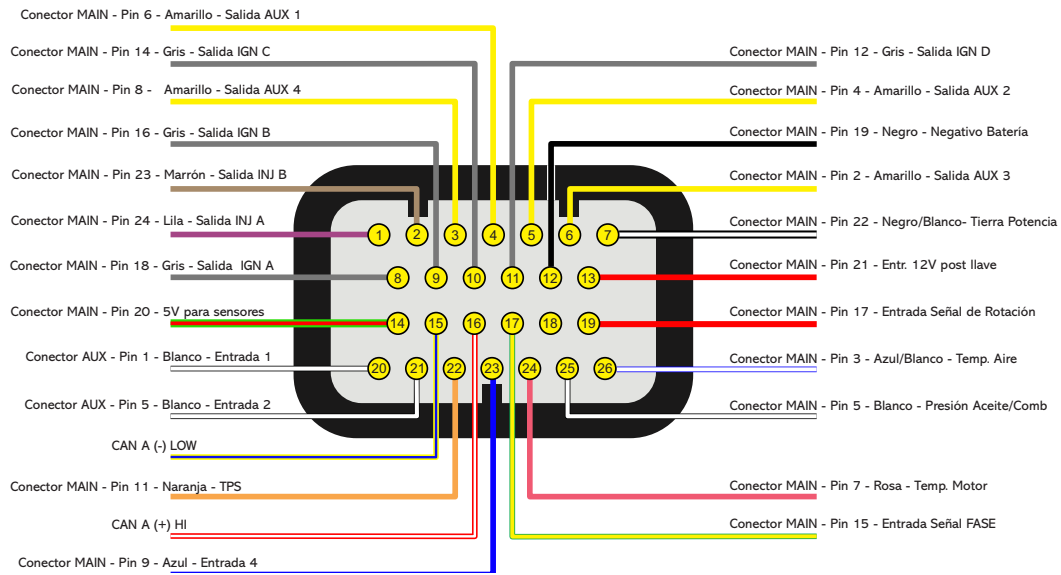 Conector MAIN - Pin 6 - Amarillo - Salida AUX 1
Conector MAIN - Pin 14 - Gris - Salida IGN C
Conector MAIN - Pin 8 - Amarillo - Salida AUX 4
Conector MAIN - Pin 16 - Gris - Salida IGN B
Conector MAIN - Pin 23 - Marrón - Salida INJ B
Conector MAIN - Pin 24 - Lila - Salida INJ A
Conector MAIN - Pin 18 - Gris - Salida IGN A
Conector MAIN - Pin 20 - 5V para sensores
Conector AUX - Pin 1 - Blanco - Entrada 1
Conector AUX - Pin 5 - Blanco - Entrada 2
CAN A (-) LOW
Conector MAIN - Pin 11 - Naranja - TPS
CAN A (+) HI
Conector MAIN - Pin 9 - Azul - Entrada 4
1 2 3 4 5 6 7
8 9 10 11 12 13
14 15 16 17 18 19
20 21 22 23 24 25 26
Conector MAIN - Pin 12 - Gris - Salida IGN D
Conector MAIN - Pin 4 - Amarillo - Salida AUX 2
Conector MAIN - Pin 19 - Negro - Negativo Batería
Conector MAIN - Pin 2 - Amarillo - Salida AUX 3
Conector MAIN - Pin 22 - Negro/Blanco- Tierra Potencia
Conector MAIN - Pin 21 - Entr. 12V post llave
Conector MAIN - Pin 17 - Entrada Señal de Rotación
Conector MAIN - Pin 3 - Azul/Blanco - Temp. Aire
Conector MAIN - Pin 5 - Blanco - Presión Aceite/Comb
Conector MAIN - Pin 7 - Rosa - Temp. Motor
Conector MAIN - Pin 15 - Entrada Señal FASE